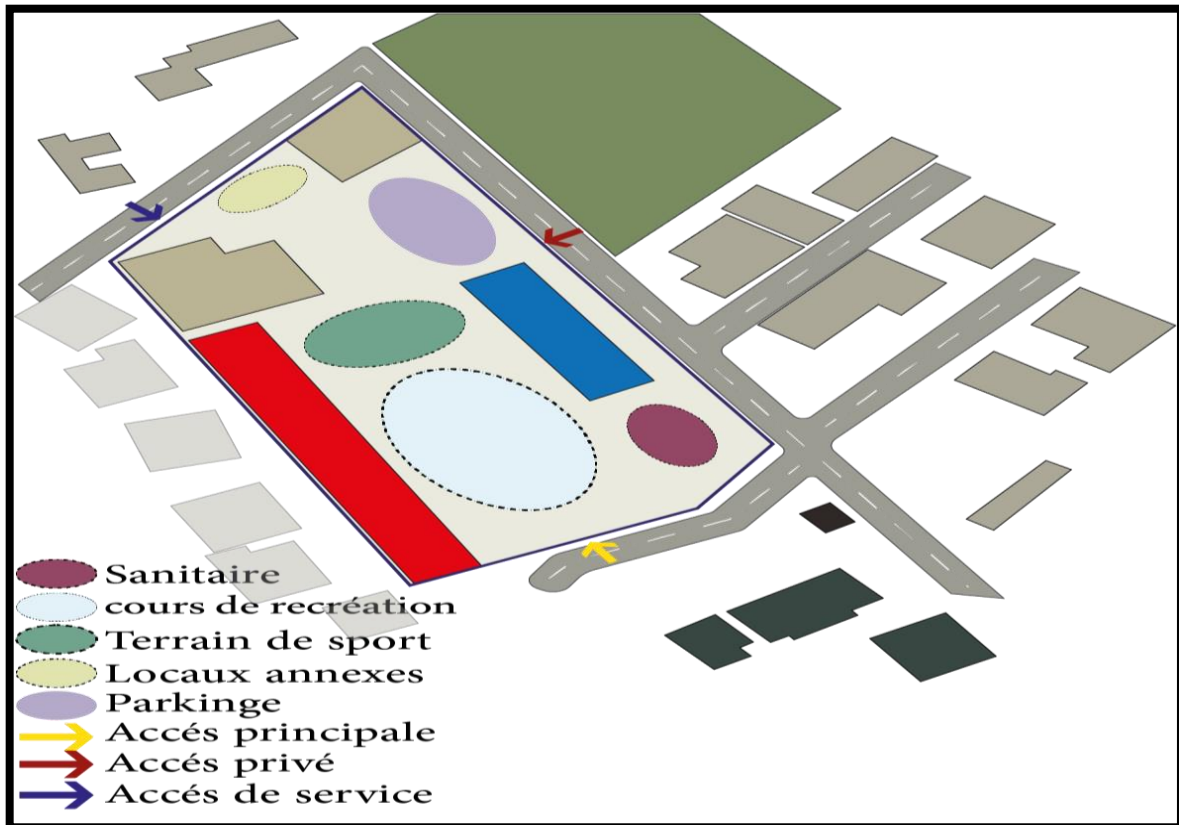 Sanitaire
cours de recréation
Terrain de sport
Locaux annexes
Parkinge
Accés principale
Accés privé
Accés de service